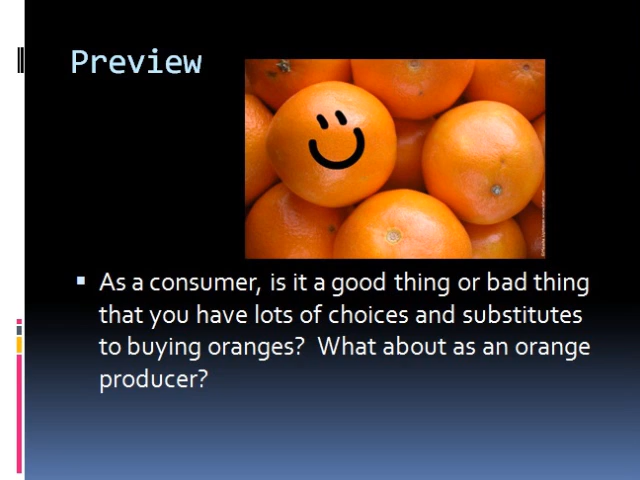 Preview
As a consumer, is it a good thing or bad thing
that you have lots of choices and substitutes
to buying oranges?  What about as an orange
producer?